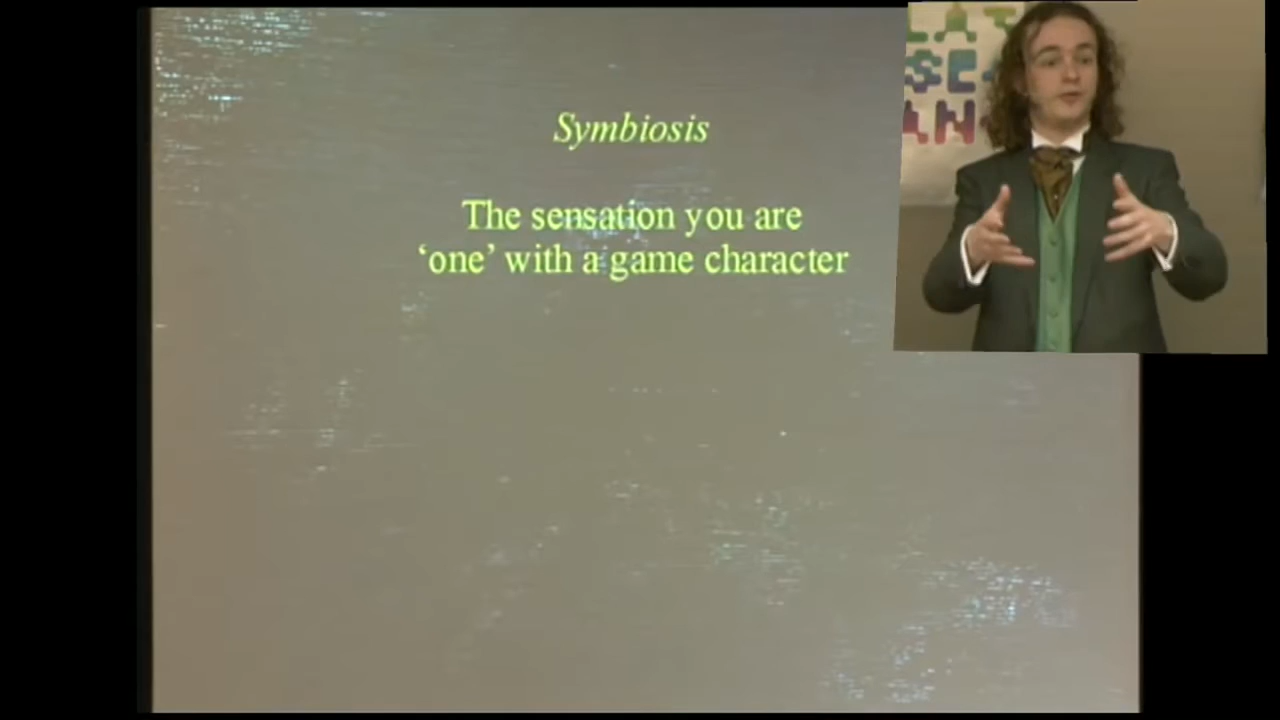 Symbiosis
The sensation you are
‘one’ with a game character